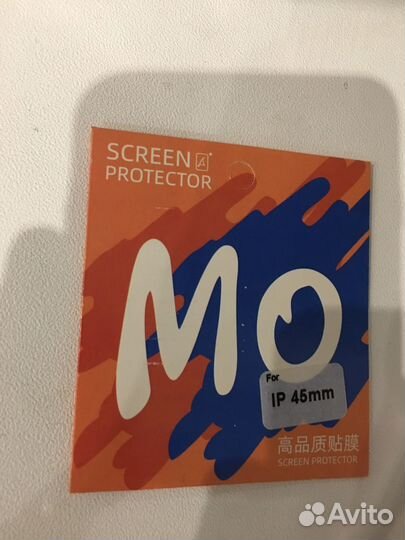 SCREEN
PROTECTOR
Mo
For
IP 45mm
高品质贴膜
SCREEN PROTECTOR
Avito